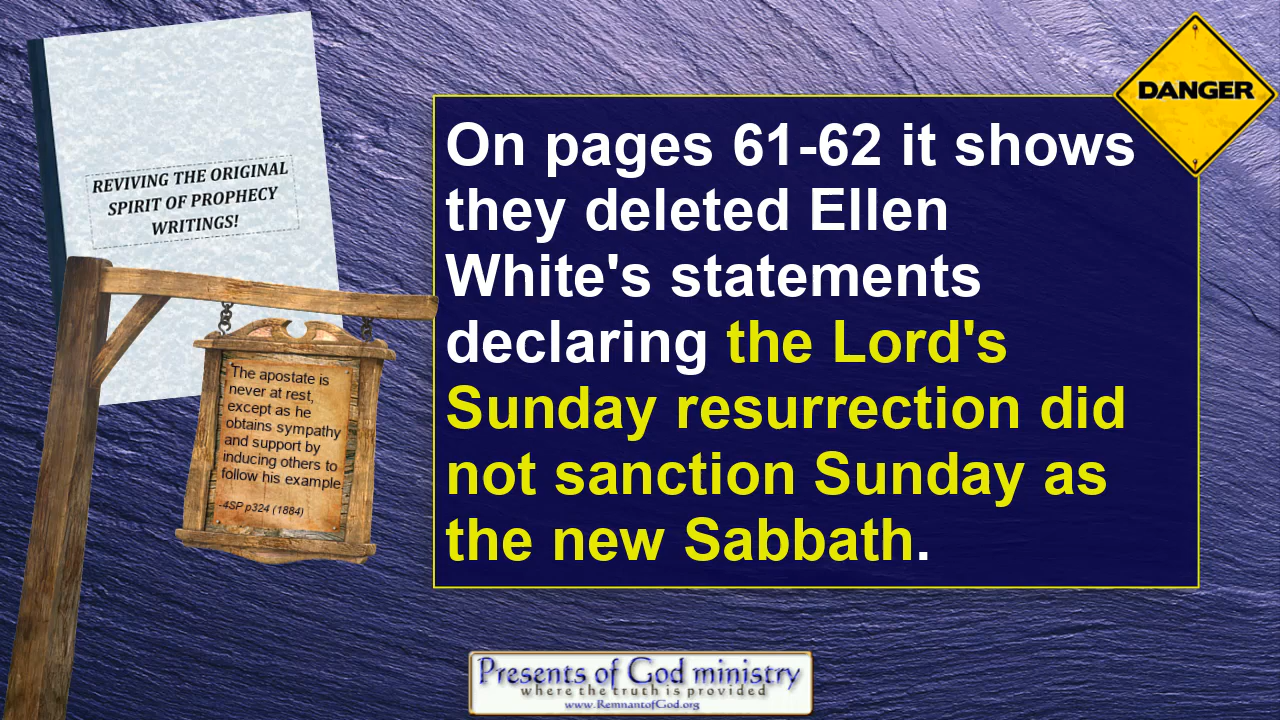 REVIVING THE ORIGINAL
SPIRIT OF PROPHECY
WRITINGS!
The apostate is
never at rest,
except as he
obtains sympathy
and support by
inducing others to
follow his example
-4SP p324 (1884)
DANGER
On pages 61-62 it shows
they deleted Ellen
White's statements
declaring the Lord's
Sunday resurrection did
not sanction Sunday as
the new Sabbath.
Presents of God ministry
where the truth is provided
www.RemnantofGod.org